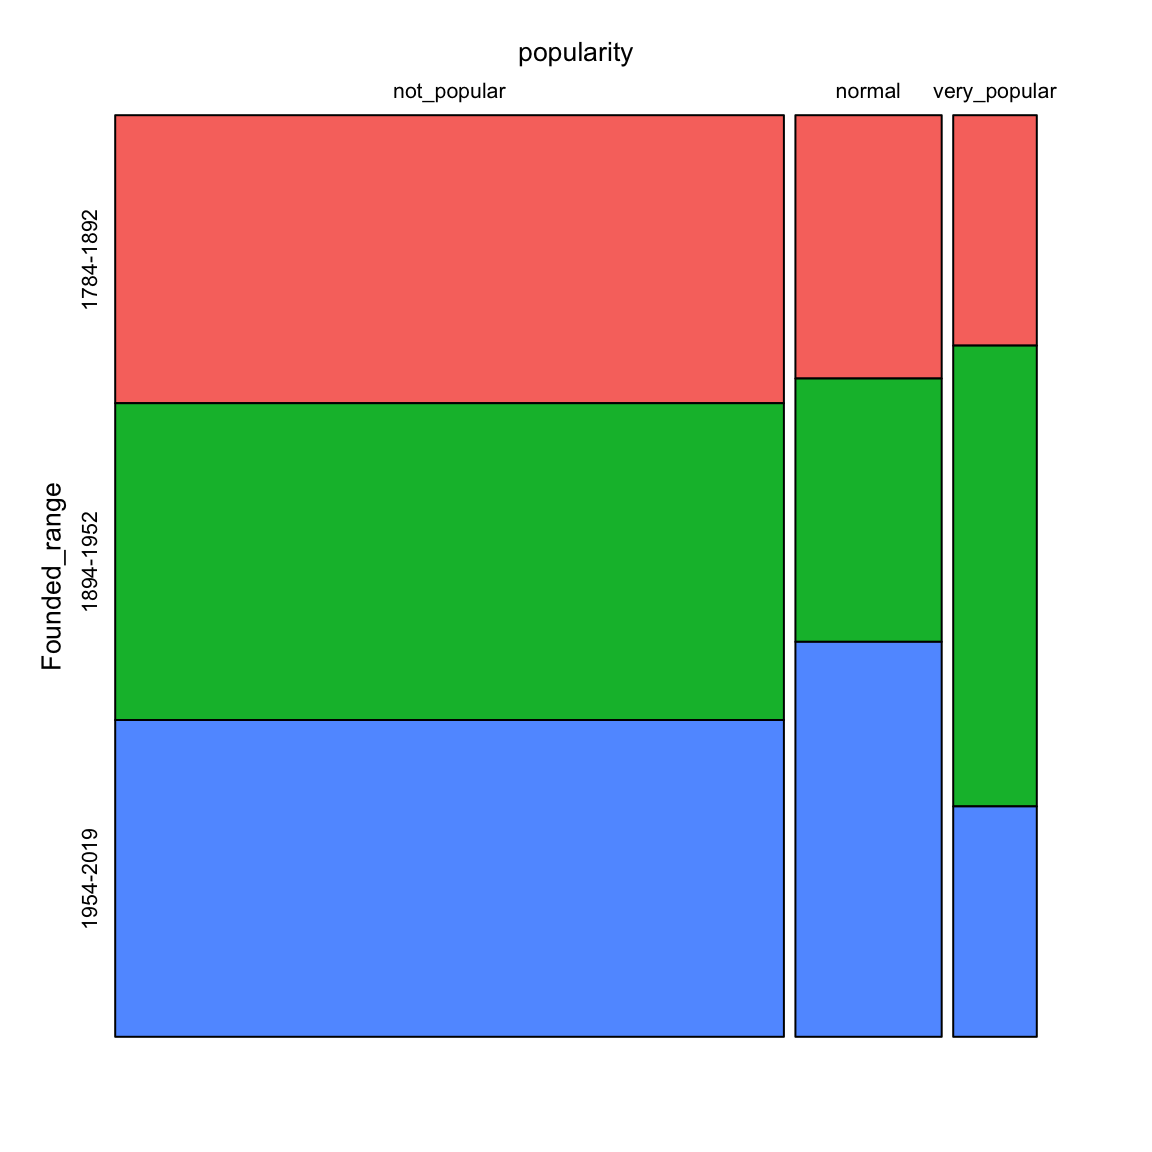 popularity
not_popular normal very_popular
Founded_range
1784-1892
1894-1952
1954-2019